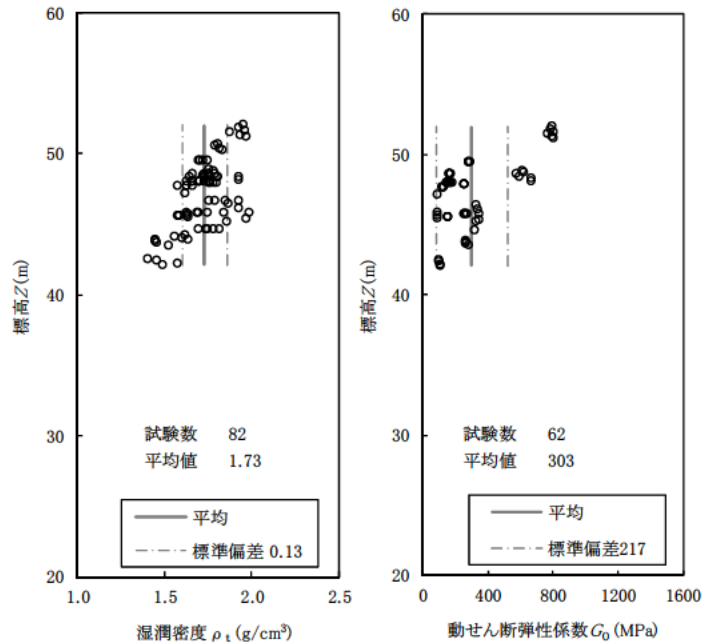 60
50
40
30
20
標高Z(m)
試験数 82
平均値 1.73
平均
標準偏差 0.13
1.0 1.5 2.0 2.5
湿潤密度 ρt (g/cm³)
60
50
40
30
20
標高Z(m)
試験数 62
平均値 303
平均
標準偏差217
0 400 800 1200 1600
動せん断弾性係数G₀ (MPa)